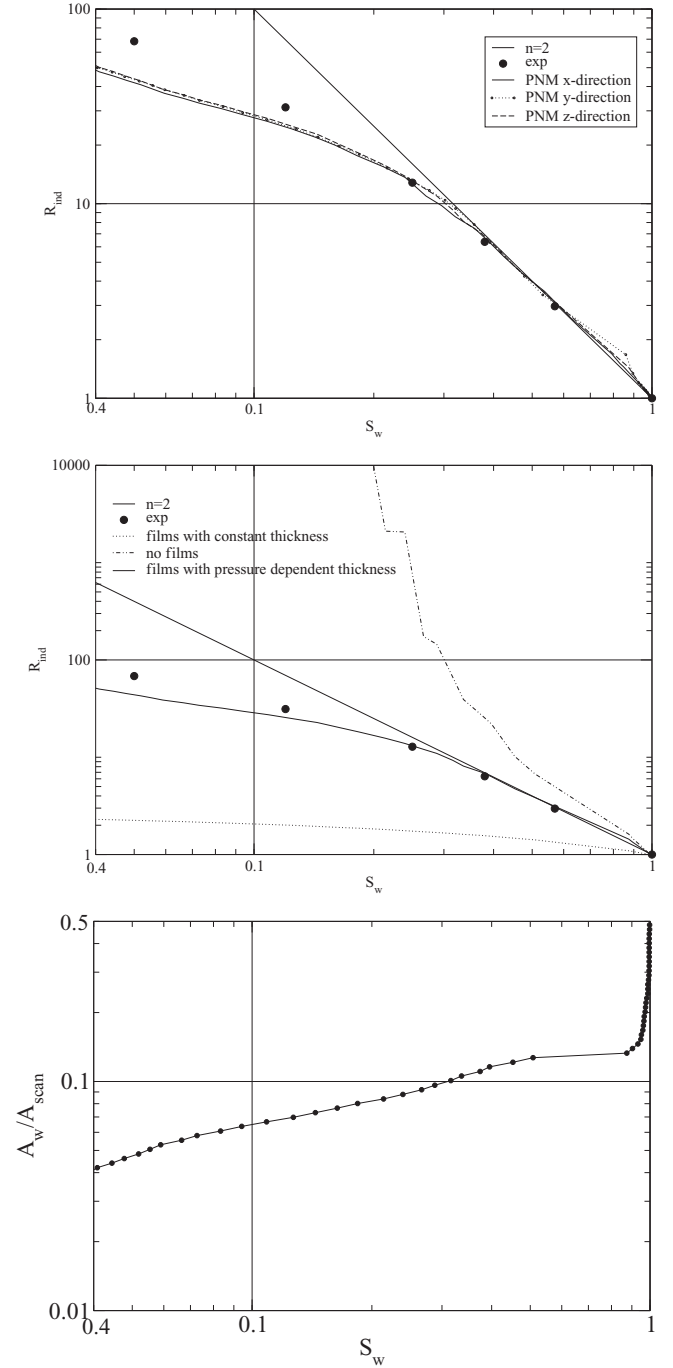 100
n=2
exp
PNM x-direction
PNM y-direction
PNM z-direction
R_ind
10
1
0.4
0.1
1
S_w
10000
n=2
exp
films with constant thickness
no films
films with pressure dependent thickness
R_ind
100
1
0.4
0.1
1
S_w
0.5
A_w/A_scan
0.1
0.01
0.4
0.1
1
S_w